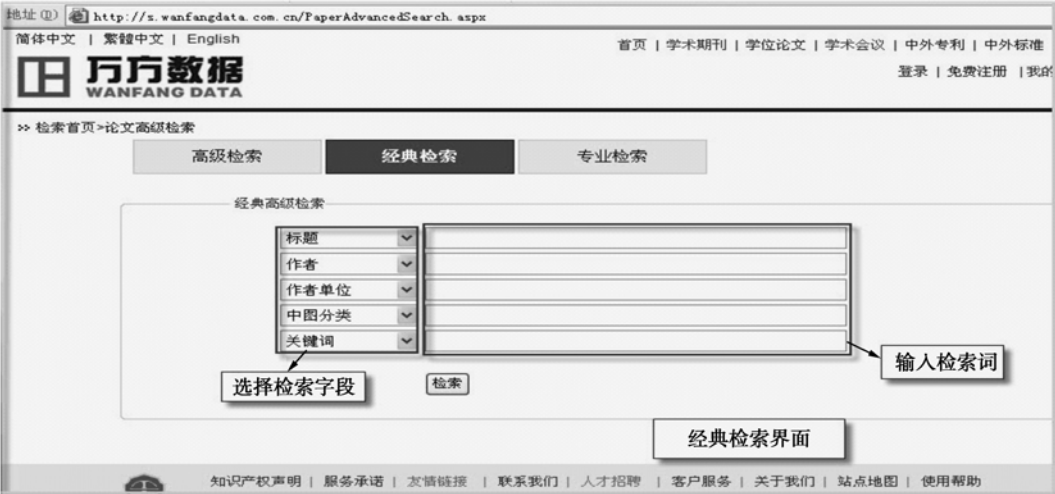 地址(D) http://s.wanfangdata.com.cn/PaperAdvancedSearch.aspx
简体中文 | 繁體中文 | English
首页 | 学术期刊 | 学位论文 | 学术会议 | 中外专利 | 中外标准
万方数据
WANFANG DATA
登录 | 免费注册 | 我的
>> 检索首页>论文高级检索
高级检索 经典检索 专业检索
经典高级检索
标题
作者
作者单位
中图分类
关键词
输入检索词
选择检索字段
检索
经典检索界面
知识产权声明 | 服务承诺 | 友情链接 | 联系我们 | 人才招聘 | 客户服务 | 关于我们 | 站点地图 | 使用帮助